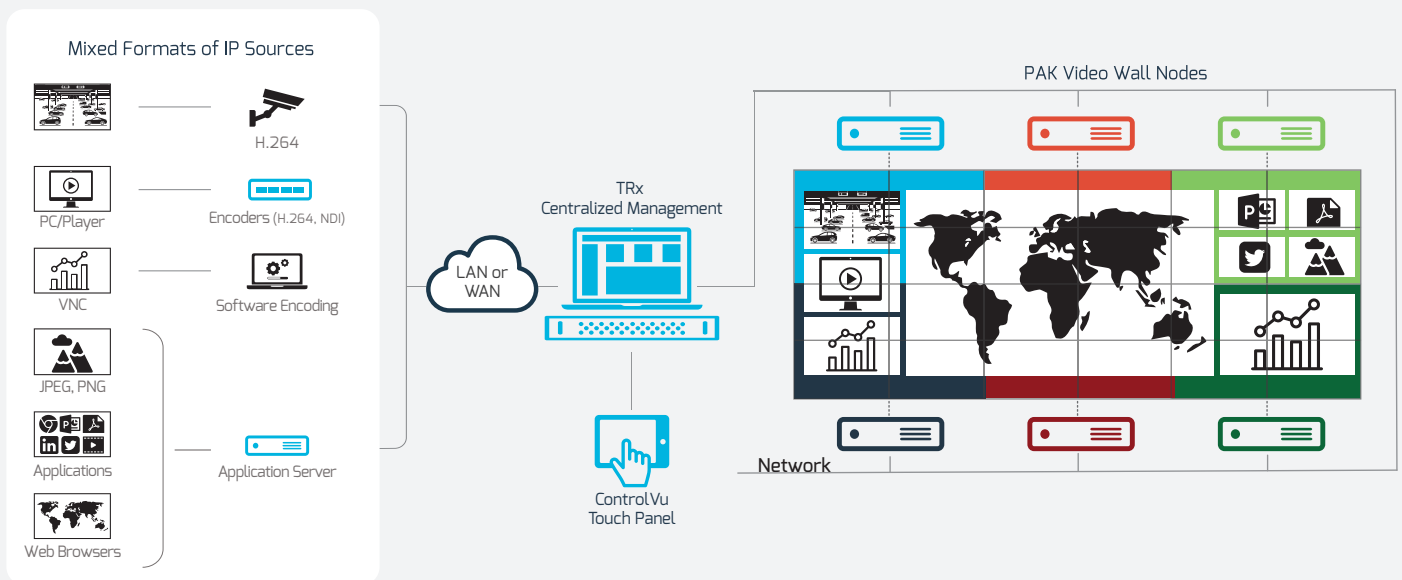 Mixed Formats of IP Sources
H.264
PC/Player
Encoders (H.264, NDI)
VNC
Software Encoding
JPEG, PNG
P
in
Applications
Application Server
Web Browsers
LAN or
WAN
TRx
Centralized Management
ControlVu
Touch Panel
PAK Video Wall Nodes
P
Network